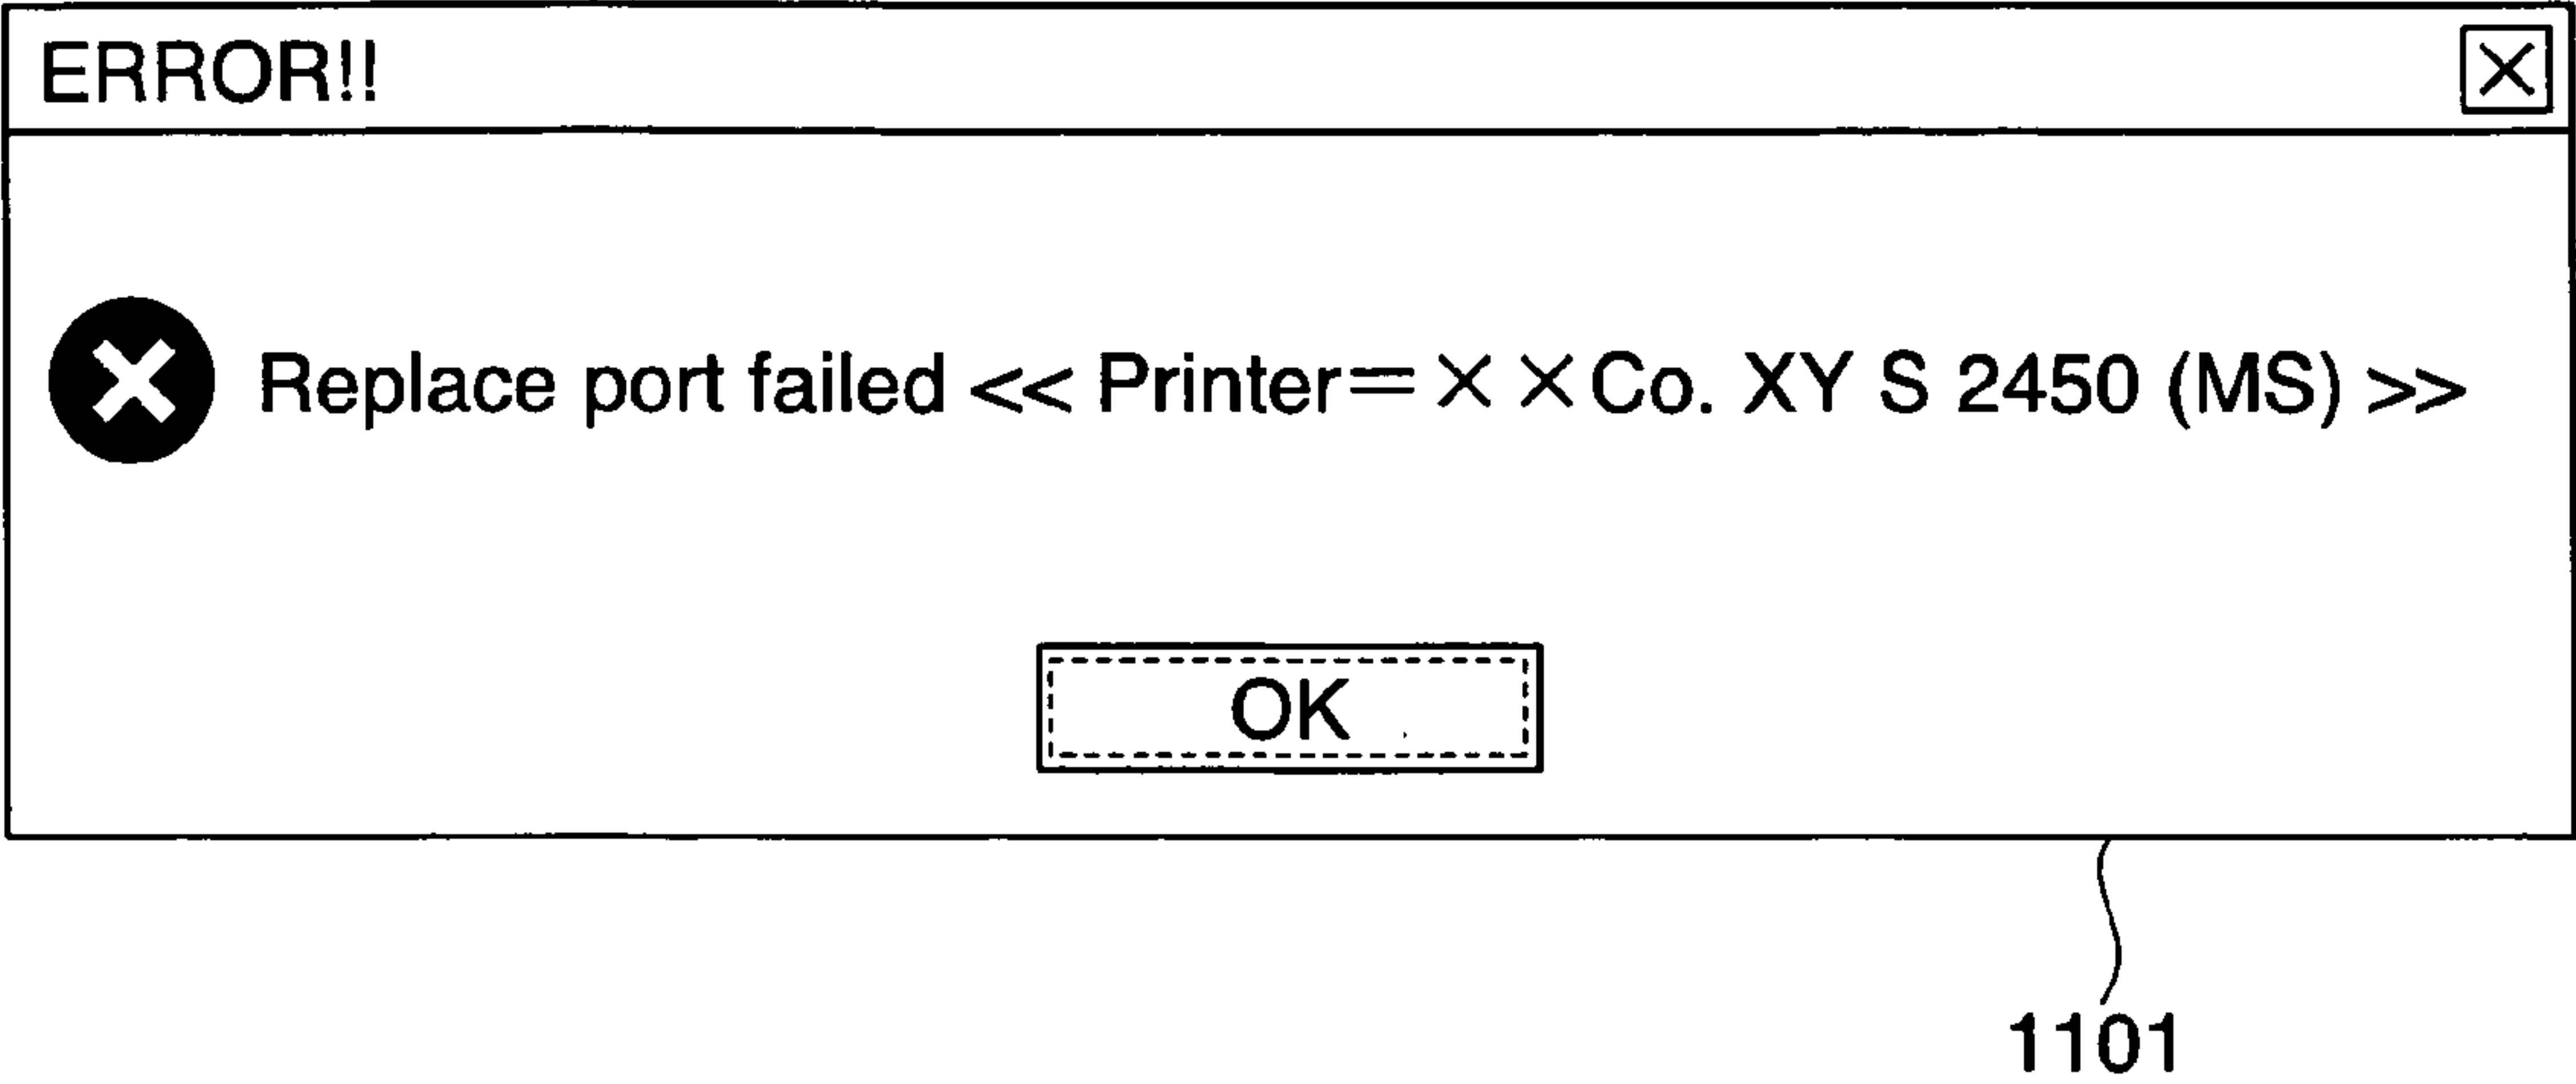 ERROR!!
Replace port failed << Printer=××Co. XY S 2450 (MS) >>
OK
1101